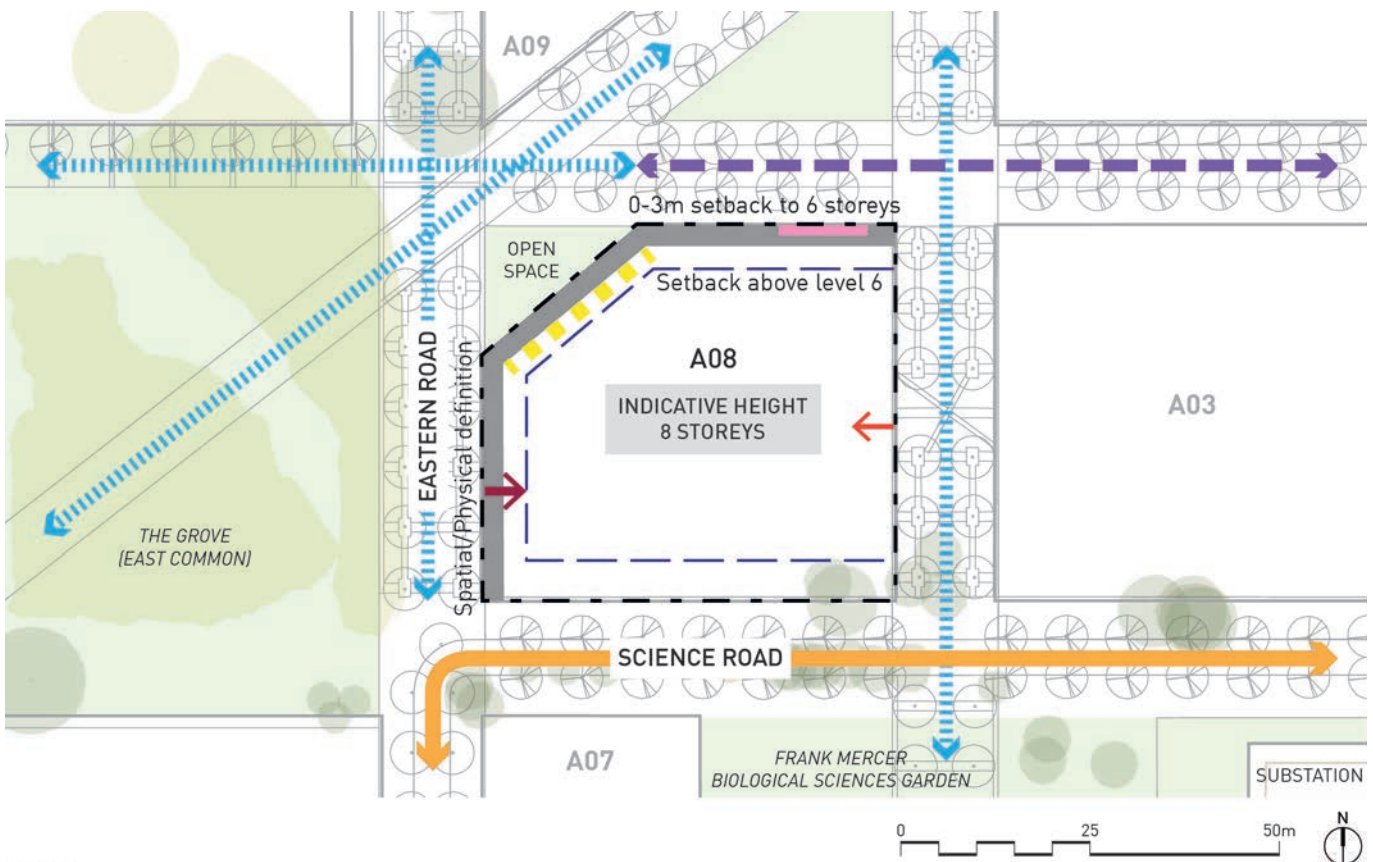 A09
0-3m setback to 6 storeys
OPEN
SPACE
Setback above level 6
EASTERN ROAD
Spatial/Physical definition
A08
INDICATIVE HEIGHT
8 STOREYS
A03
THE GROVE
(EAST COMMON)
SCIENCE ROAD
A07
FRANK MERCER
BIOLOGICAL SCIENCES GARDEN
SUBSTATION
0
25
50m
N